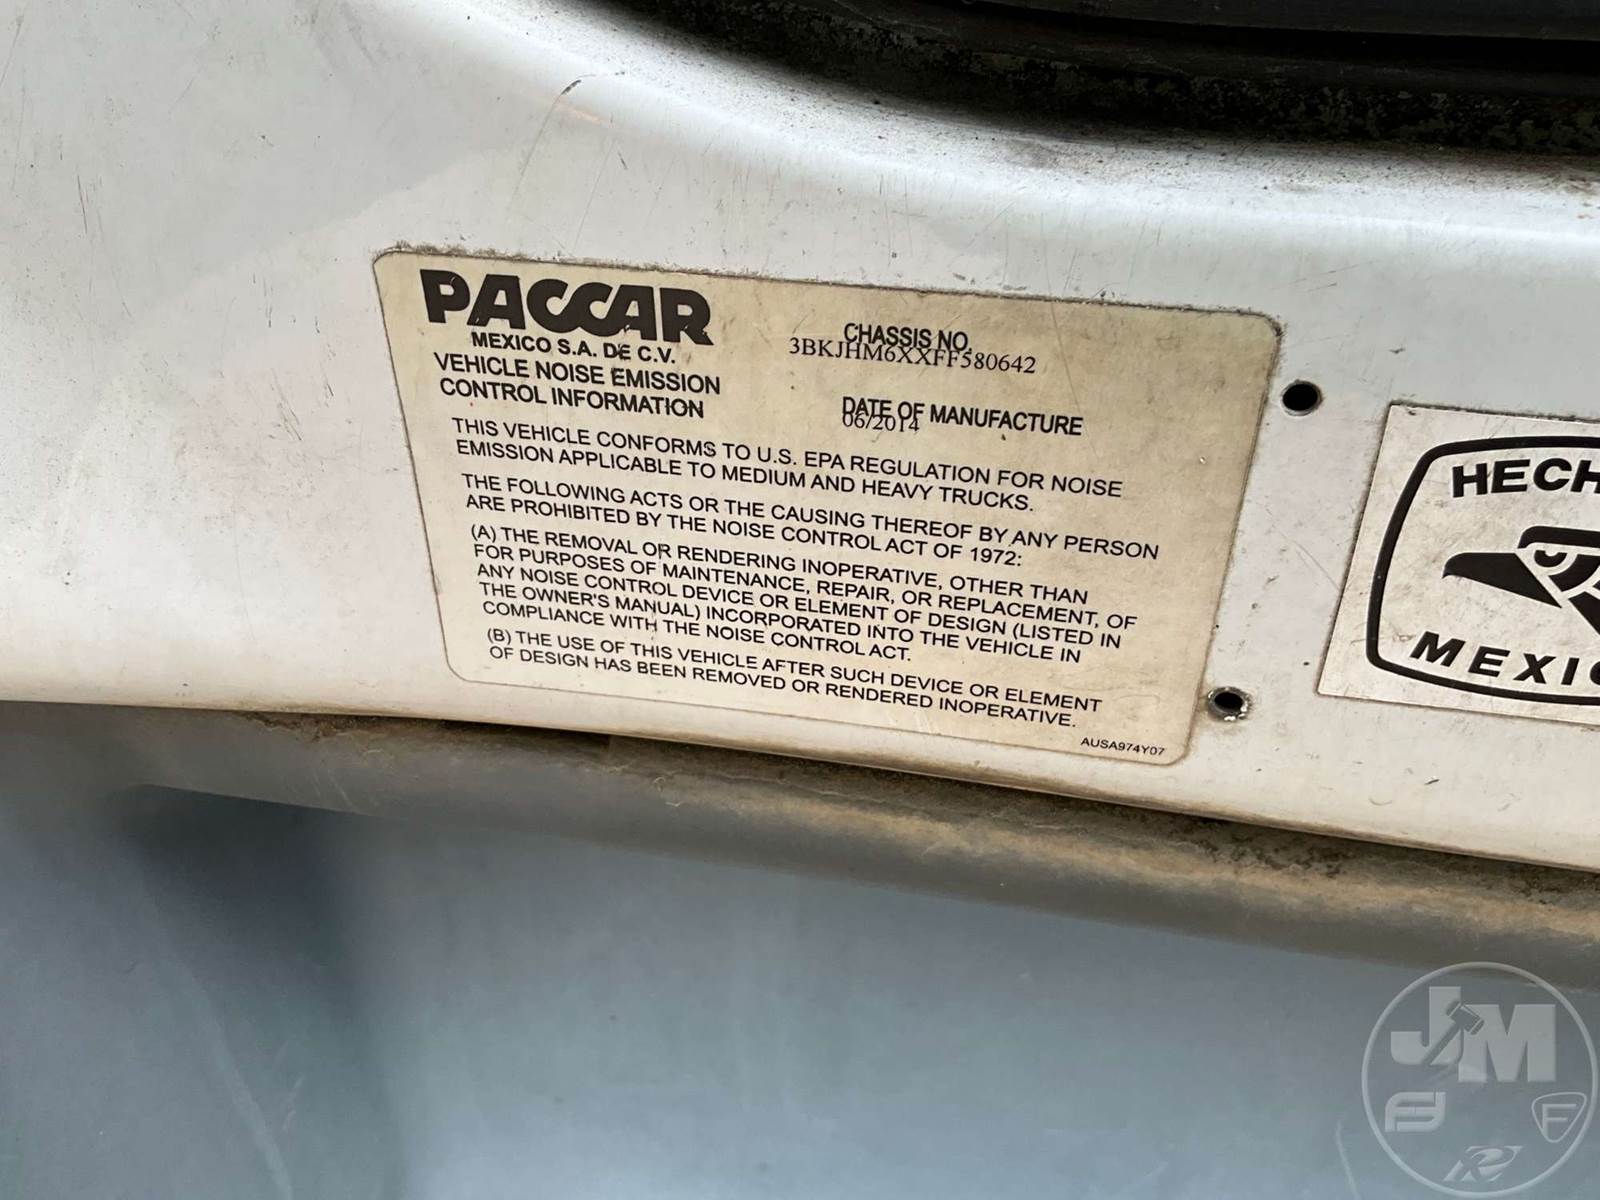 PACCAR
MEXICO S.A. DE C.V.
VEHICLE NOISE EMISSION
CONTROL INFORMATION
CHASSIS NO.
3BKJHM6XXFF580642
DATE OF MANUFACTURE
06/2014
THIS VEHICLE CONFORMS TO U.S. EPA REGULATION FOR NOISE
EMISSION APPLICABLE TO MEDIUM AND HEAVY TRUCKS.
THE FOLLOWING ACTS OR THE CAUSING THEREOF BY ANY PERSON
ARE PROHIBITED BY THE NOISE CONTROL ACT OF 1972:
(A) THE REMOVAL OR RENDERING INOPERATIVE, OTHER THAN
FOR PURPOSES OF MAINTENANCE, REPAIR, OR REPLACEMENT, OF
ANY NOISE CONTROL DEVICE OR ELEMENT OF DESIGN (LISTED IN
THE OWNER'S MANUAL) INCORPORATED INTO THE VEHICLE IN
COMPLIANCE WITH THE NOISE CONTROL ACT.
(B) THE USE OF THIS VEHICLE AFTER SUCH DEVICE OR ELEMENT
OF DESIGN HAS BEEN REMOVED OR RENDERED INOPERATIVE.
AUSA974Y07
HECH
MEXIC
JM
F